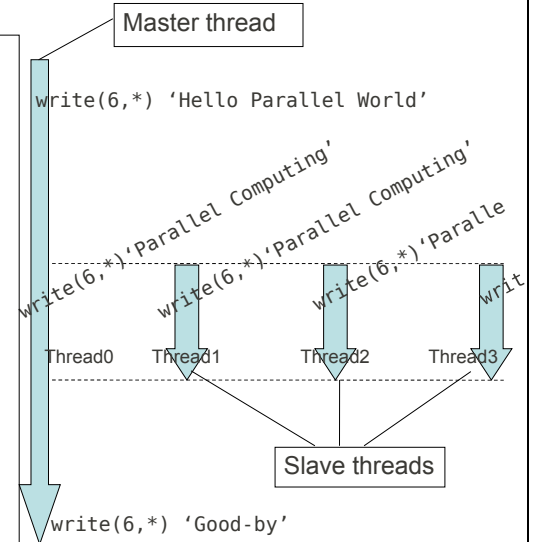 Master thread
write(6,*) ‘Hello Parallel World’
write(6,*)‘Parallel Computing’
write(6,*)‘Parallel Computing’
write(6,*)‘Paralle
writ
Thread0
Thread1
Thread2
Thread3
Slave threads
write(6,*) ‘Good-by’